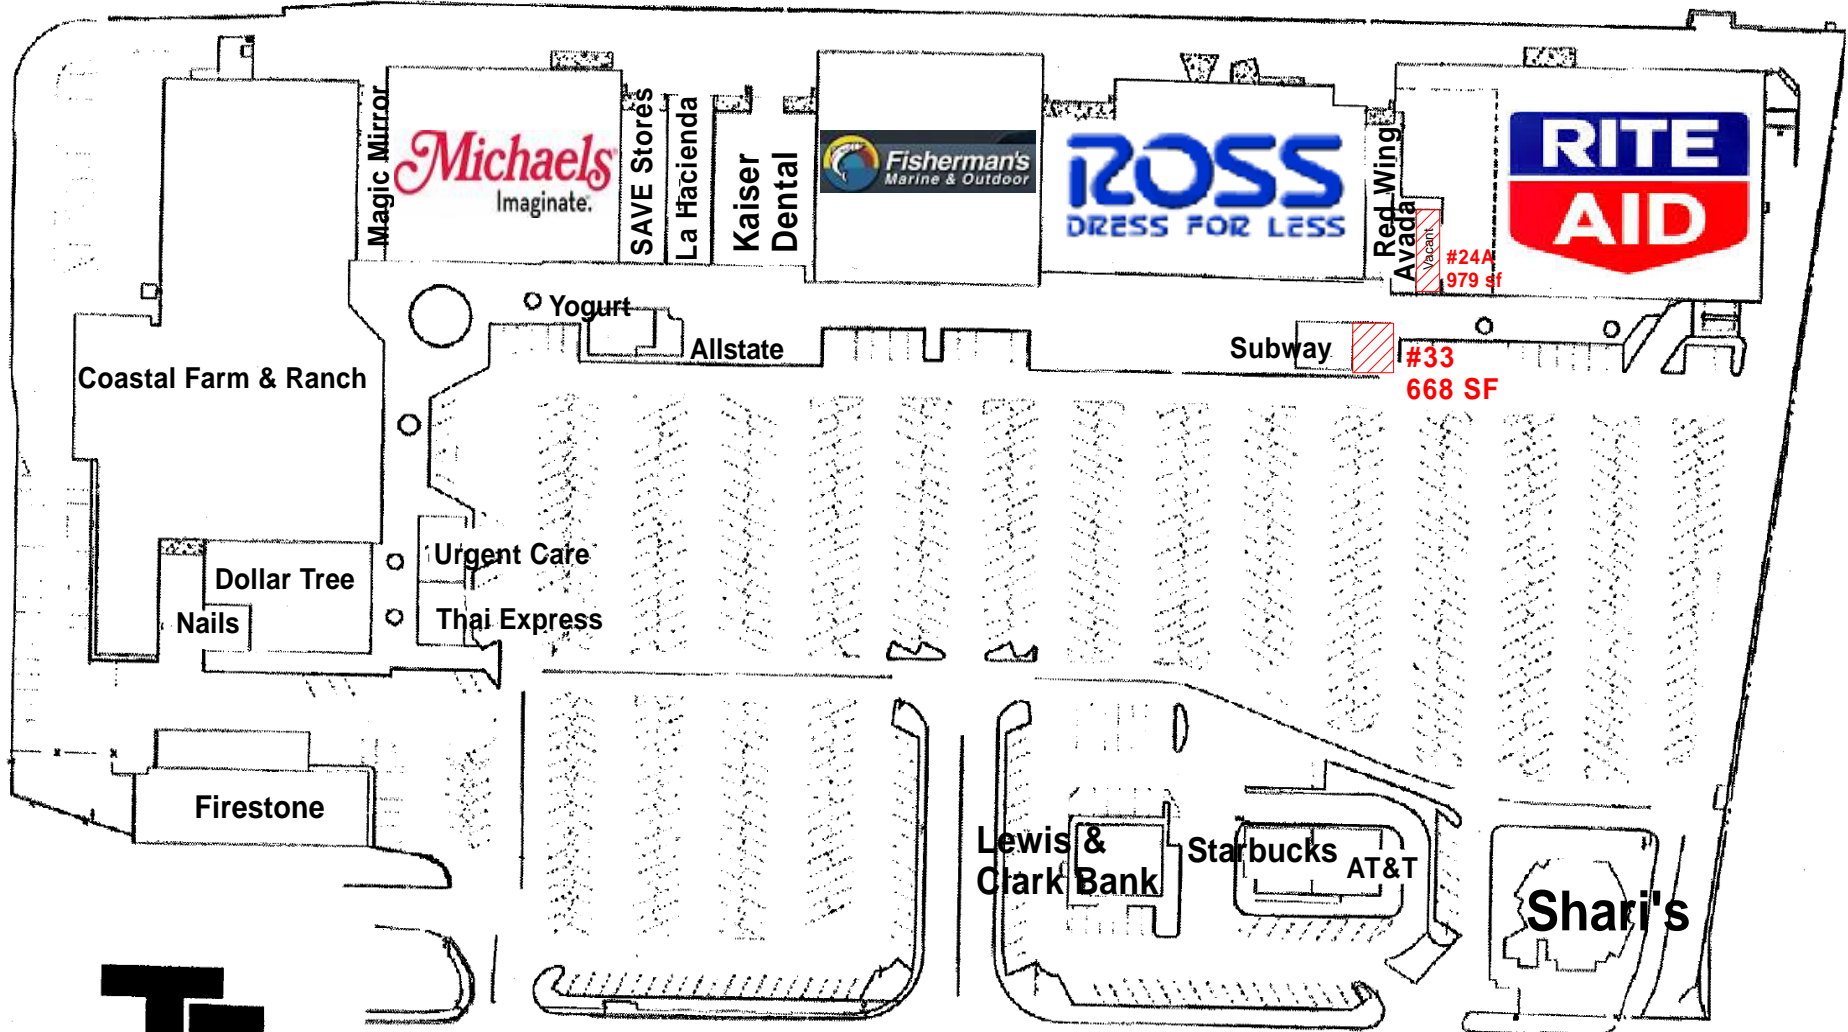 Magic Mirror
Michaels
Imaginate.
SAVE Stores
La Hacienda
Kaiser
Dental
Fisherman's
Marine & Outdoor
ROSS
DRESS FOR LESS
Red Wing
Avada
Vacant
#24A
979 sf
RITE
AID
Yogurt
Allstate
Subway
#33
668 SF
Coastal Farm & Ranch
Urgent Care
Dollar Tree
Nails
Thai Express
Firestone
Lewis &
Clark Bank
Starbucks
AT&T
Shari's